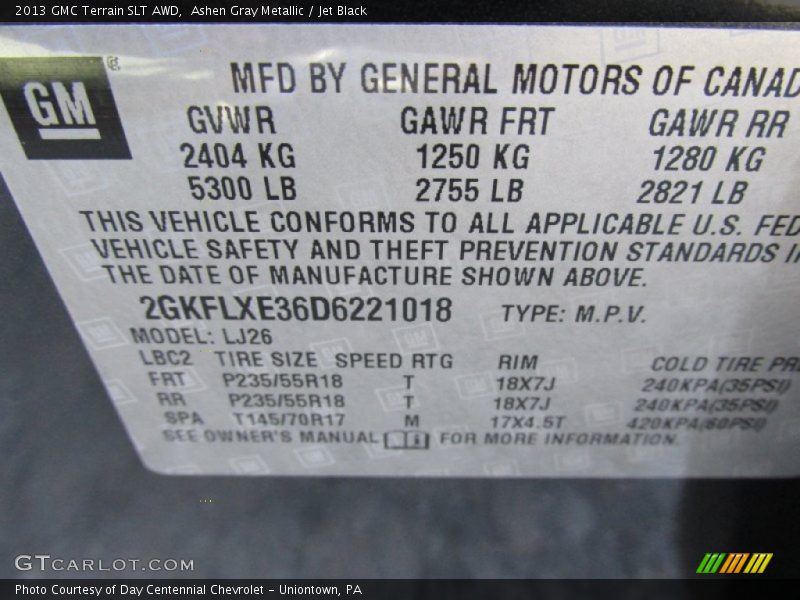 2013 GMC Terrain SLT AWD, Ashen Gray Metallic / Jet Black
GM
MFD BY GENERAL MOTORS OF CANAD
GVWR GAWR FRT GAWR RR
2404 KG 1250 KG 1280 KG
5300 LB 2755 LB 2821 LB
THIS VEHICLE CONFORMS TO ALL APPLICABLE U.S. FED
VEHICLE SAFETY AND THEFT PREVENTION STANDARDS I
THE DATE OF MANUFACTURE SHOWN ABOVE.
2GKFLXE36D6221018 TYPE: M.P.V.
MODEL: LJ26
LBC2 TIRE SIZE SPEED RTG RIM COLD TIRE PR
FRT P235/55R18 T 18X7J 240KPA(35PSI)
RR P235/55R18 T 18X7J 240KPA(35PSI)
SPA T145/70R17 M 17X4.5T 420KPA(60PSI)
SEE OWNER'S MANUAL FOR MORE INFORMATION.
GTCARLOT.COM
Photo Courtesy of Day Centennial Chevrolet - Uniontown, PA